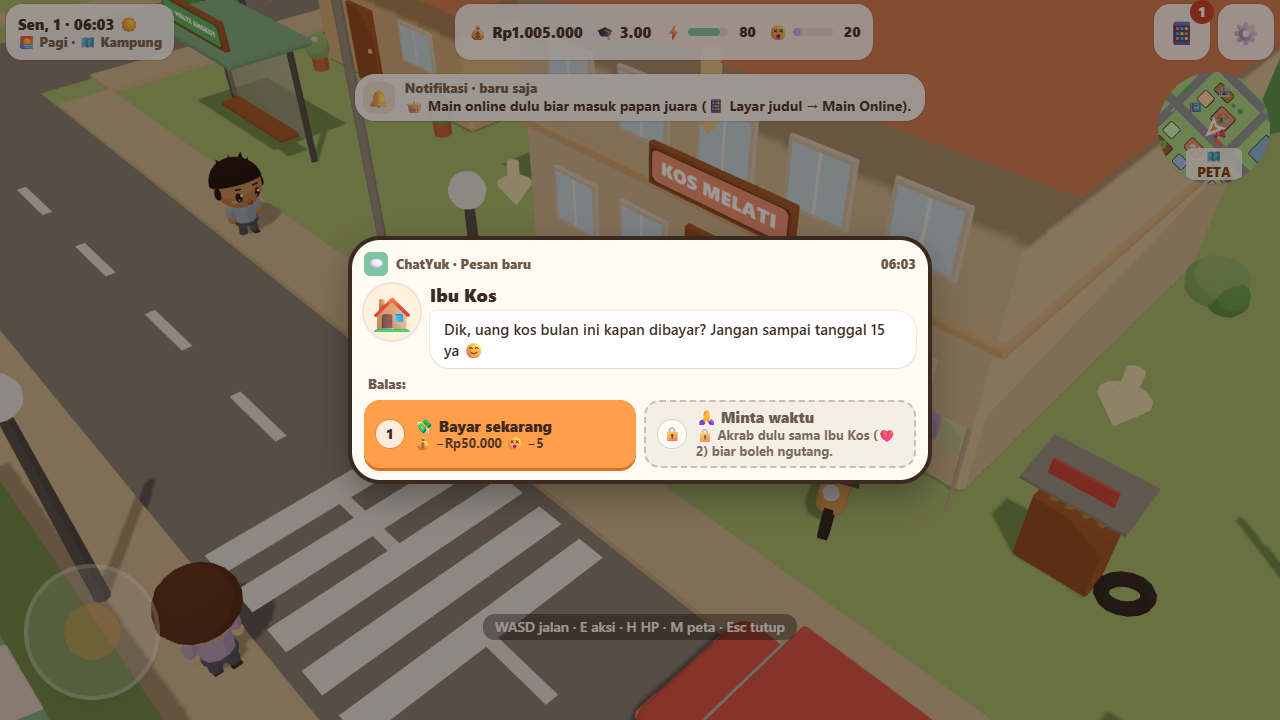 Sen, 1 · 06:03
Pagi · Kampung
HALTE ANGKOT
Rp1.005.000 3.00 80 20
1
Notifikasi · baru saja
Main online dulu biar masuk papan juara ( Layar judul → Main Online).
PETA
KOS MELATI
ChatYuk · Pesan baru 06:03
Ibu Kos
Dik, uang kos bulan ini kapan dibayar? Jangan sampai tanggal 15
ya 😊
Balas:
1 💸 Bayar sekarang
💰 −Rp50.000 😵 −5
🙏 Minta waktu
🔒 Akrab dulu sama Ibu Kos (💗
2) biar boleh ngutang.
WASD jalan · E aksi · H HP · M peta · Esc tutup